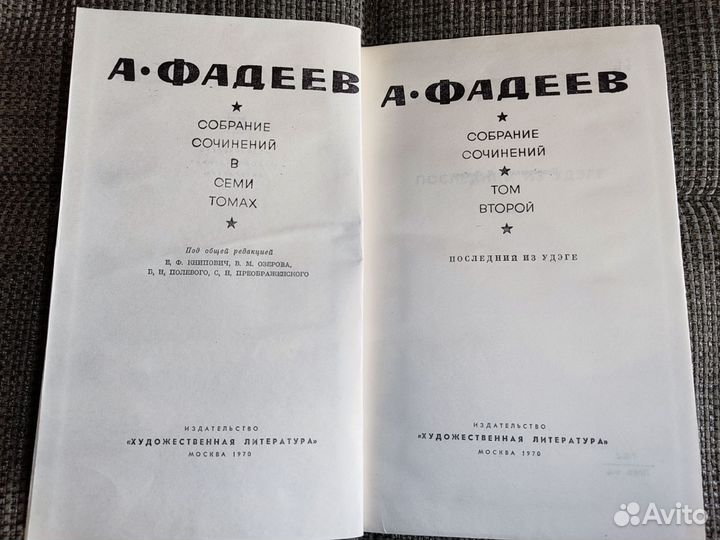 А·ФАДЕЕВ
СОБРАНИЕ
СОЧИНЕНИЙ
В
СЕМИ
ТОМАХ
Под общей редакцией
Е, Ф. КНИПОВИЧ, В. М. ОЗЕРОВА,
Б, Н, ПОЛЕВОГО, С, Н, ПРЕОБРАЖЕНСКОГО
ИЗДАТЕЛЬСТВО
«ХУДОЖЕСТВЕННАЯ ЛИТЕРАТУРА»
МОСКВА 1970
А·ФАДЕЕВ
СОБРАНИЕ
СОЧИНЕНИЙ
ТОМ
ВТОРОЙ
ПОСЛЕДНИЙ ИЗ УДЭГЕ
ИЗДАТЕЛЬСТВО
«ХУДОЖЕСТВЕННАЯ ЛИТЕРАТУРА»
МОСКВА 1970
Avito